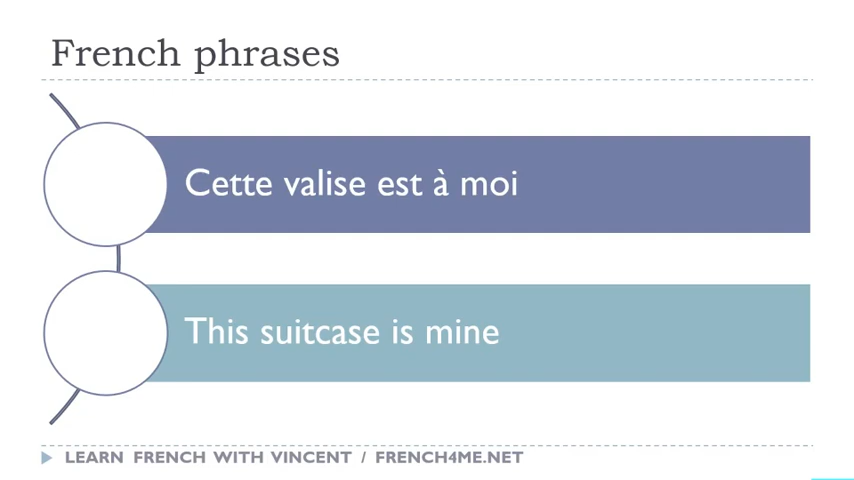 French phrases
Cette valise est à moi
This suitcase is mine
LEARN FRENCH WITH VINCENT / FRENCH4ME.NET